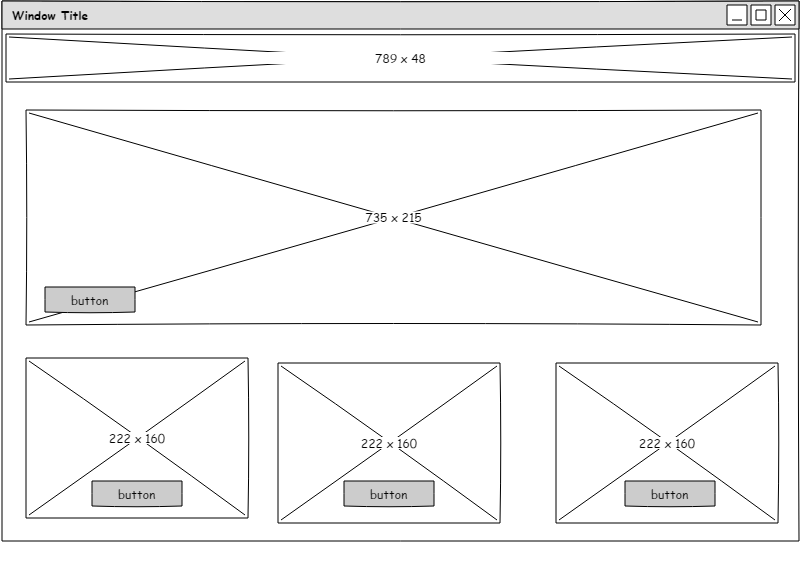 Window Title
789 x 48
735 x 215
button
222 x 160
222 x 160
222 x 160
button
button
button